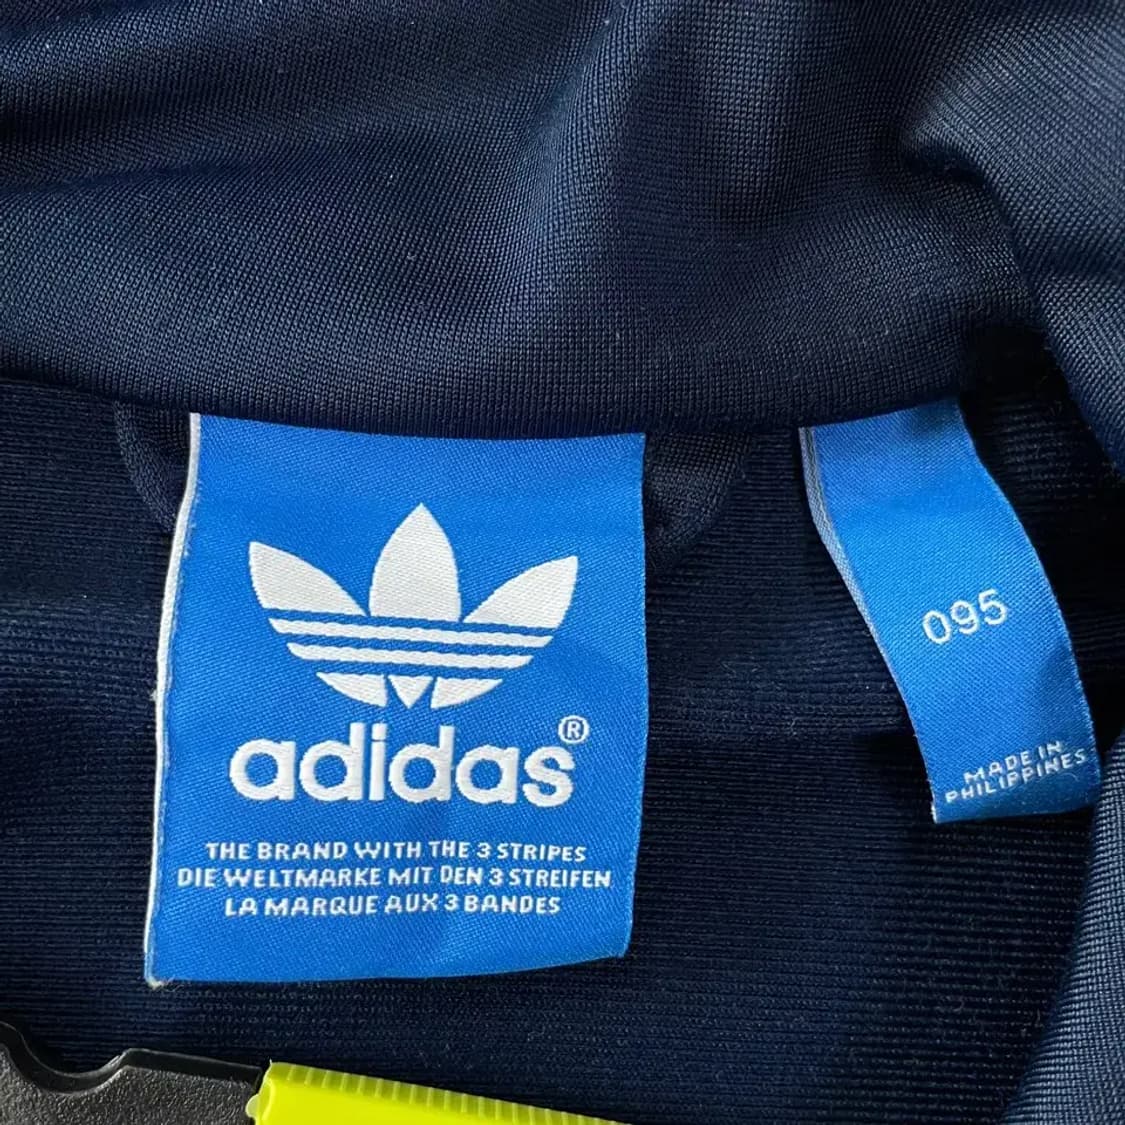 adidas®
THE BRAND WITH THE 3 STRIPES
DIE WELTMARKE MIT DEN 3 STREIFEN
LA MARQUE AUX 3 BANDES
095
MADE IN
PHILIPPINES